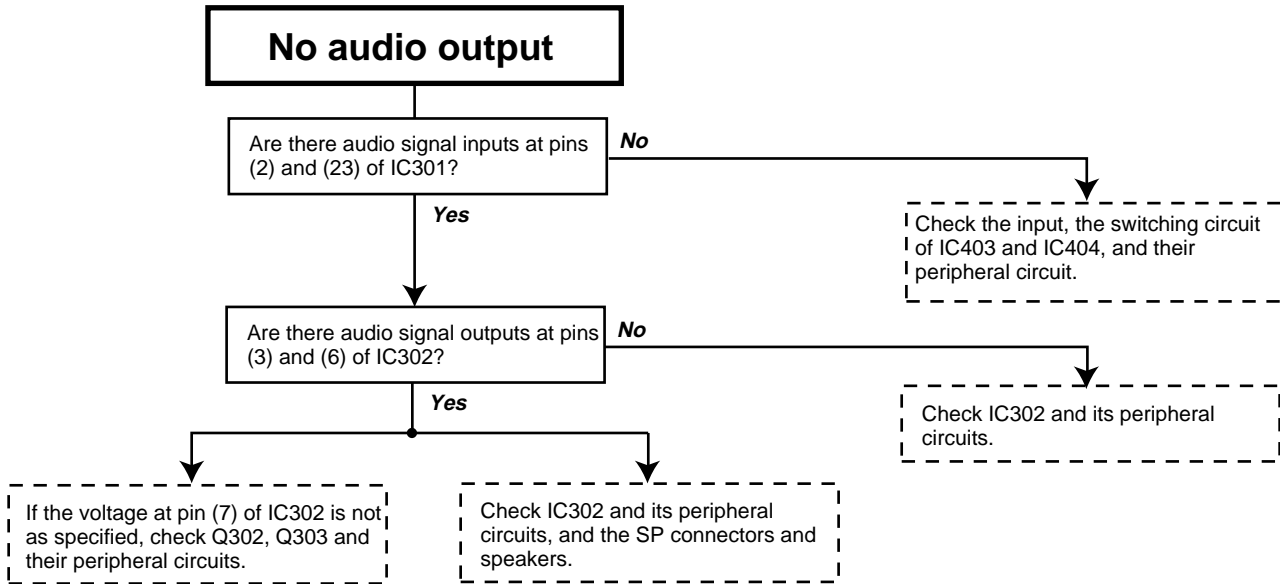 No audio output
Are there audio signal inputs at pins
(2) and (23) of IC301?
No
Yes
Check the input, the switching circuit
of IC403 and IC404, and their
peripheral circuit.
Are there audio signal outputs at pins
(3) and (6) of IC302?
No
Yes
Check IC302 and its peripheral
circuits.
If the voltage at pin (7) of IC302 is not
as specified, check Q302, Q303 and
their peripheral circuits.
Check IC302 and its peripheral
circuits, and the SP connectors and
speakers.